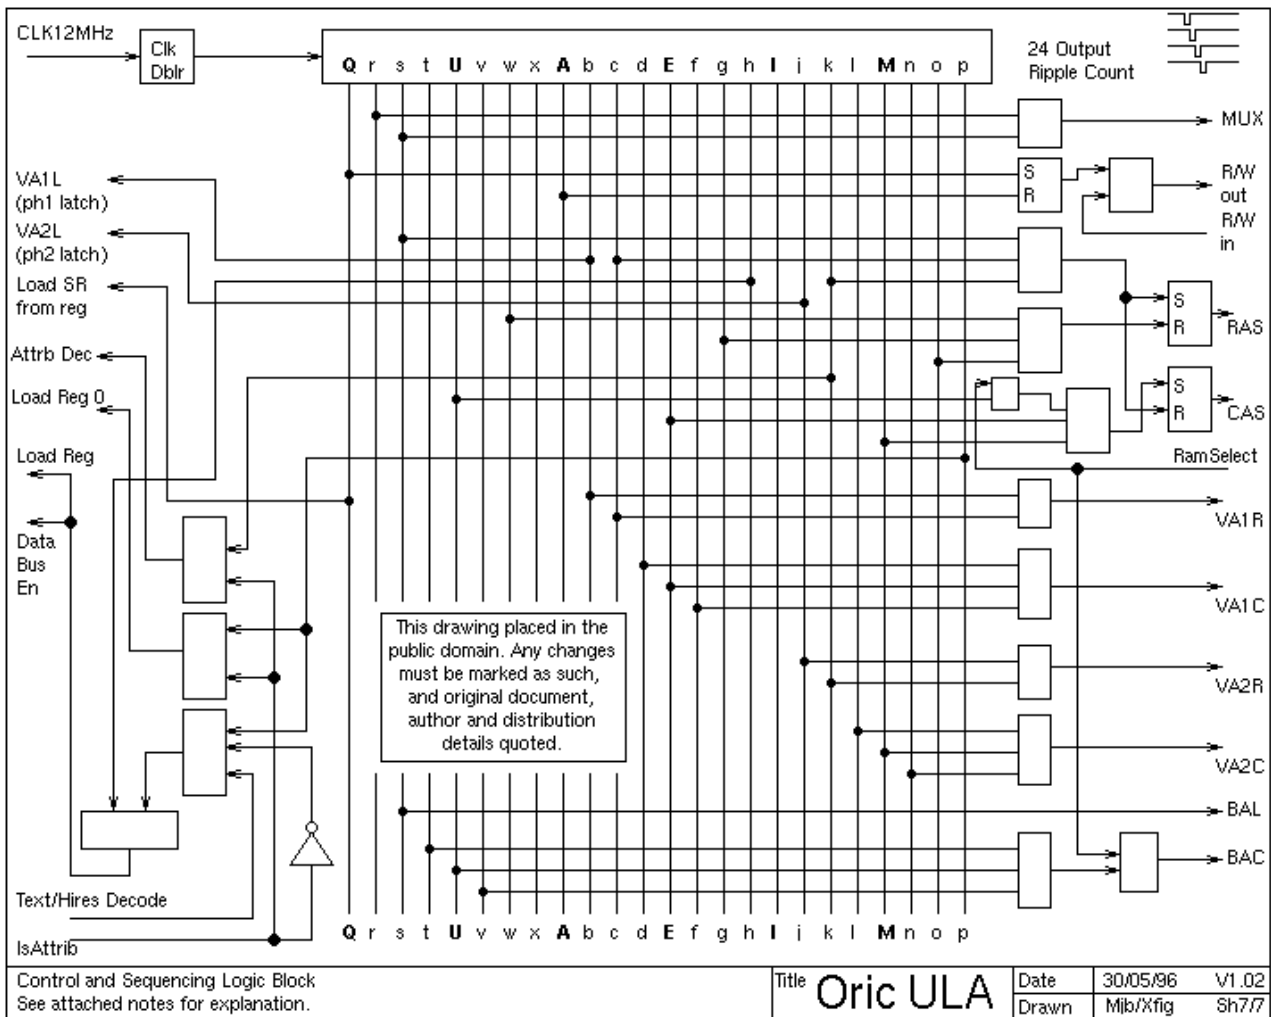 CLK12MHz
Clk
Dblr
Q r s t U v w x A b c d E f g h I j k l M n o p
24 Output
Ripple Count
MUX
VA1L
(ph1 latch)
S
R
R/W
out
R/W
in
VA2L
(ph2 latch)
Load SR
from reg
S
R
RAS
Attrb Dec
Load Reg 0
S
R
CAS
Load Reg
RamSelect
VA1R
Data
Bus
En
VA1C
This drawing placed in the
public domain. Any changes
must be marked as such,
and original document,
author and distribution
details quoted.
VA2R
VA2C
BAL
BAC
Text/Hires Decode
IsAttrib
Q r s t U v w x A b c d E f g h I j k l M n o p
Control and Sequencing Logic Block
See attached notes for explanation.
Title Oric ULA
Date 30/05/96 V1.02
Drawn Mjb/Xfig Sh7/7